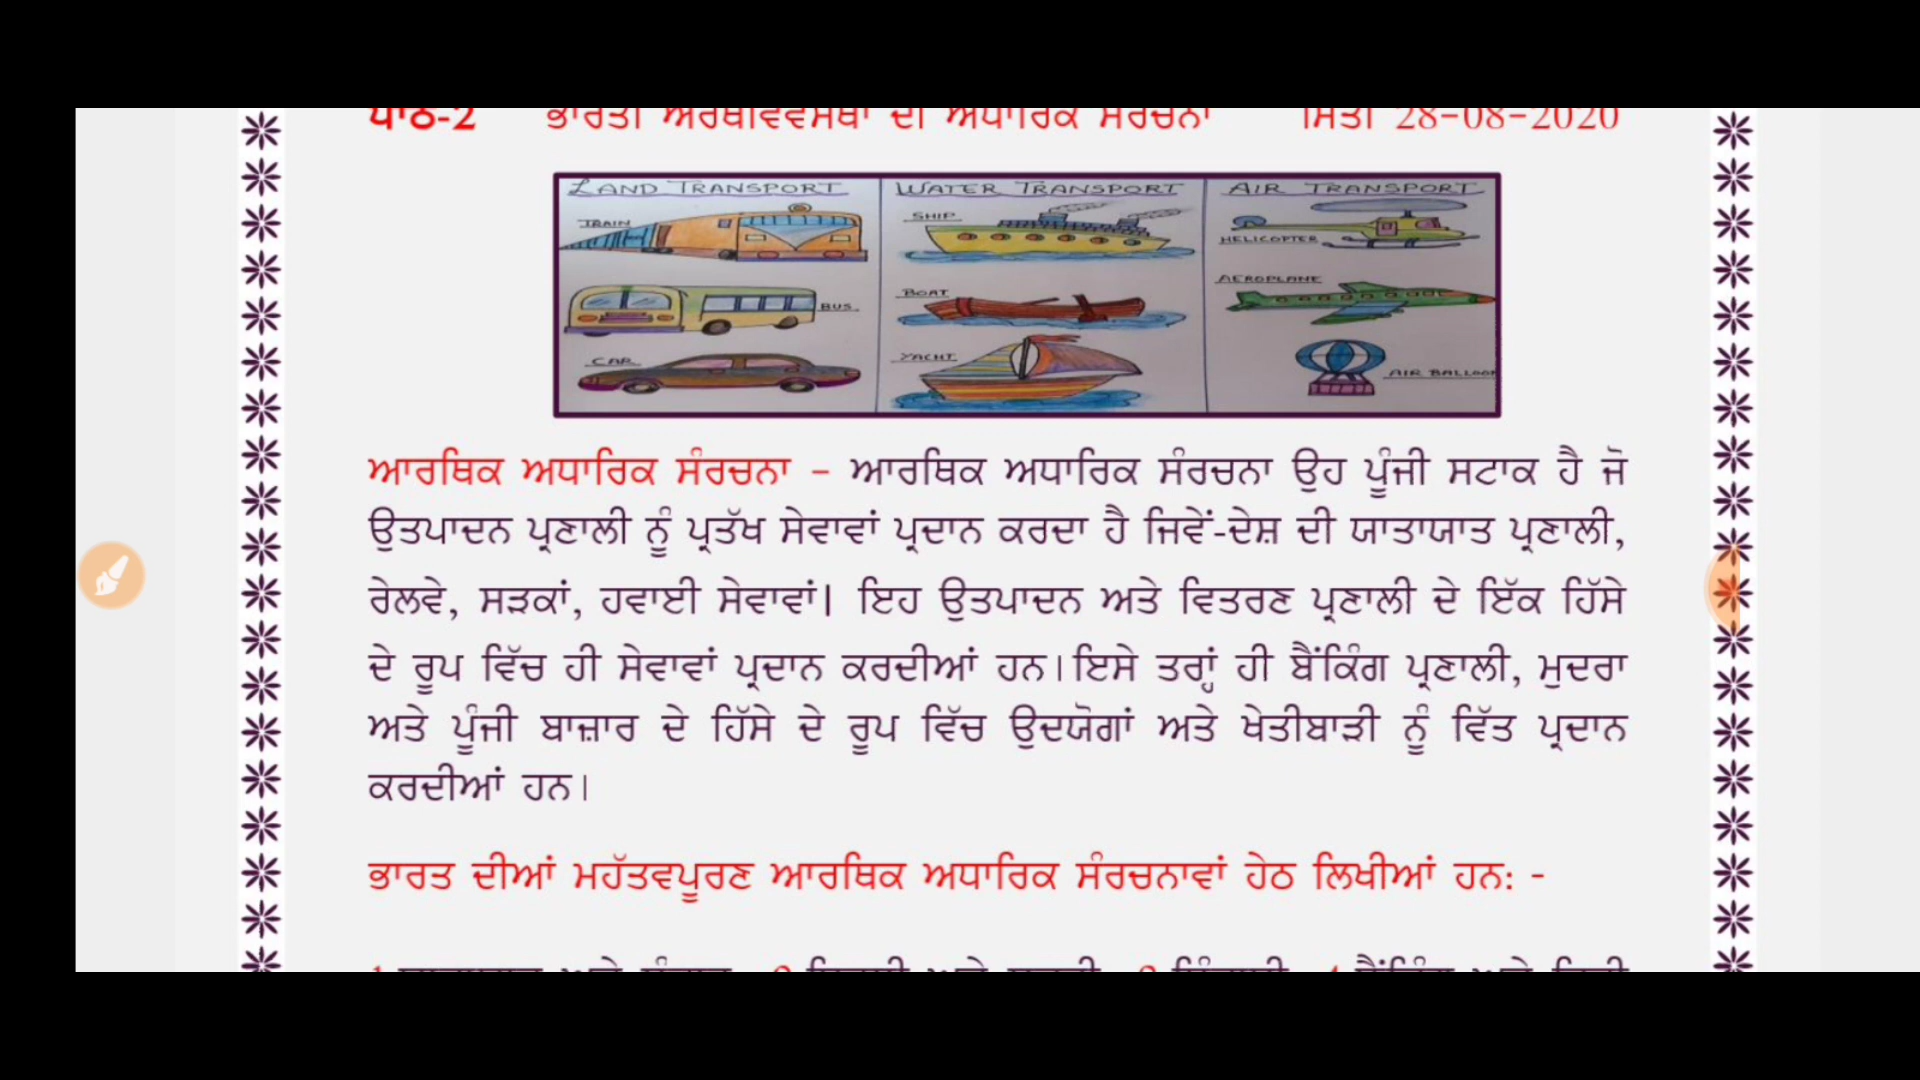 ਪਾਠ-2 ਭਾਰਤੀ ਅਰਥਵਿਵਸਥਾ ਦੀ ਅਧਾਰਿਕ ਸੰਰਚਨਾ ਮਿਤੀ 28-08-2020
LAND TRANSPORT WATER TRANSPORT AIR TRANSPORT
TRAIN SHIP HELICOPTER
BUS BOAT AEROPLANE
CAR YACHT AIR BALLOON
ਆਰਥਿਕ ਅਧਾਰਿਕ ਸੰਰਚਨਾ – ਆਰਥਿਕ ਅਧਾਰਿਕ ਸੰਰਚਨਾ ਉਹ ਪੂੰਜੀ ਸਟਾਕ ਹੈ ਜੋ
ਉਤਪਾਦਨ ਪ੍ਰਣਾਲੀ ਨੂੰ ਪ੍ਰਤੱਖ ਸੇਵਾਵਾਂ ਪ੍ਰਦਾਨ ਕਰਦਾ ਹੈ ਜਿਵੇਂ-ਦੇਸ਼ ਦੀ ਯਾਤਾਯਾਤ ਪ੍ਰਣਾਲੀ,
ਰੇਲਵੇ, ਸੜਕਾਂ, ਹਵਾਈ ਸੇਵਾਵਾਂ। ਇਹ ਉਤਪਾਦਨ ਅਤੇ ਵਿਤਰਣ ਪ੍ਰਣਾਲੀ ਦੇ ਇੱਕ ਹਿੱਸੇ
ਦੇ ਰੂਪ ਵਿੱਚ ਹੀ ਸੇਵਾਵਾਂ ਪ੍ਰਦਾਨ ਕਰਦੀਆਂ ਹਨ।ਇਸੇ ਤਰ੍ਹਾਂ ਹੀ ਬੈਂਕਿੰਗ ਪ੍ਰਣਾਲੀ, ਮੁਦਰਾ
ਅਤੇ ਪੂੰਜੀ ਬਾਜ਼ਾਰ ਦੇ ਹਿੱਸੇ ਦੇ ਰੂਪ ਵਿੱਚ ਉਦਯੋਗਾਂ ਅਤੇ ਖੇਤੀਬਾੜੀ ਨੂੰ ਵਿੱਤ ਪ੍ਰਦਾਨ
ਕਰਦੀਆਂ ਹਨ।
ਭਾਰਤ ਦੀਆਂ ਮਹੱਤਵਪੂਰਣ ਆਰਥਿਕ ਅਧਾਰਿਕ ਸੰਰਚਨਾਵਾਂ ਹੇਠ ਲਿਖੀਆਂ ਹਨ: -